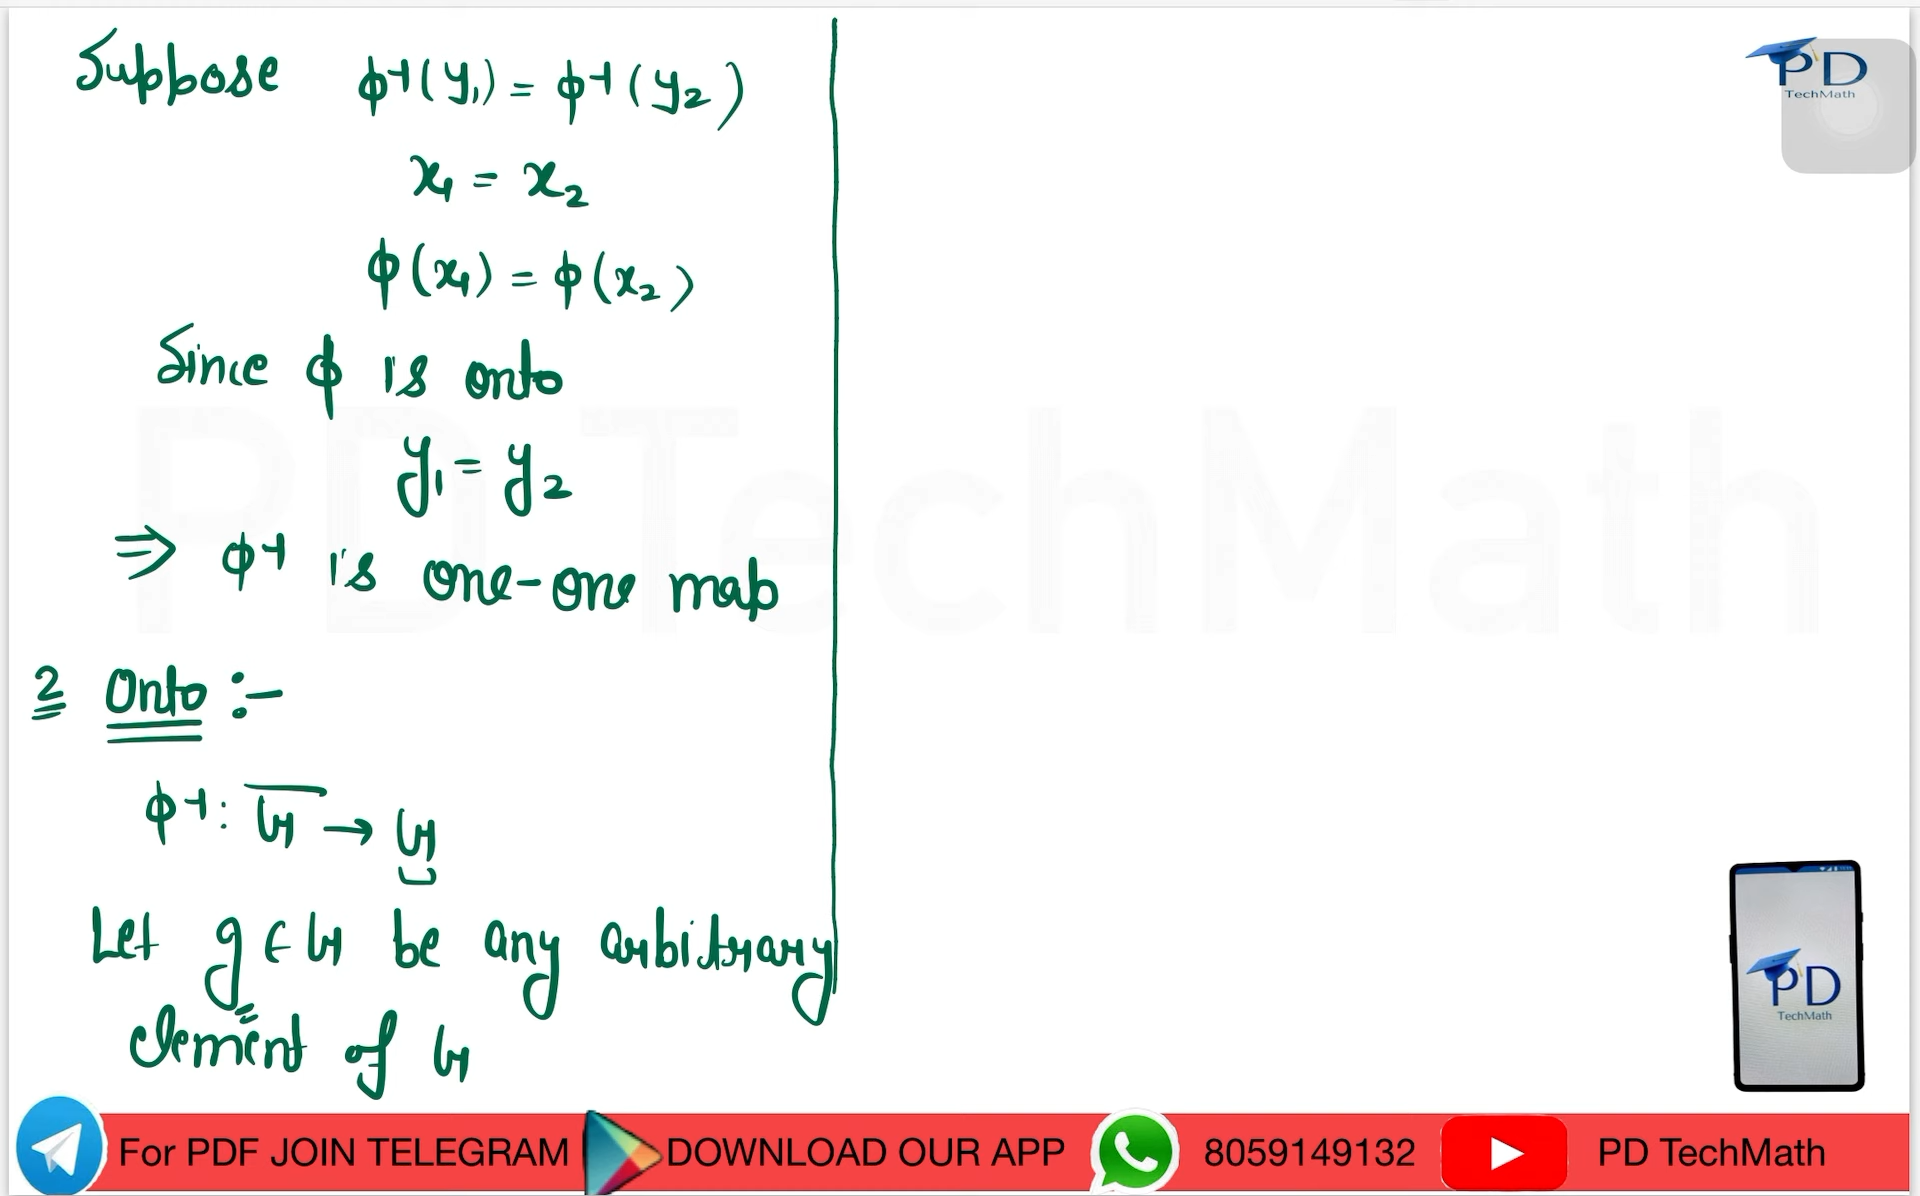 Suppose φ⁻¹(y₁) = φ⁻¹(y₂)
x₁ = x₂
φ(x₁) = φ(x₂)
Since φ is onto
y₁ = y₂
⇒ φ⁻¹ is one-one map
2 Onto :-
φ⁻¹: G̅ → G
Let g ∈ G be any arbitrary
element of G
PD
TechMath
PD TechMath
PD
TechMath
For PDF JOIN TELEGRAM DOWNLOAD OUR APP 8059149132 PD TechMath